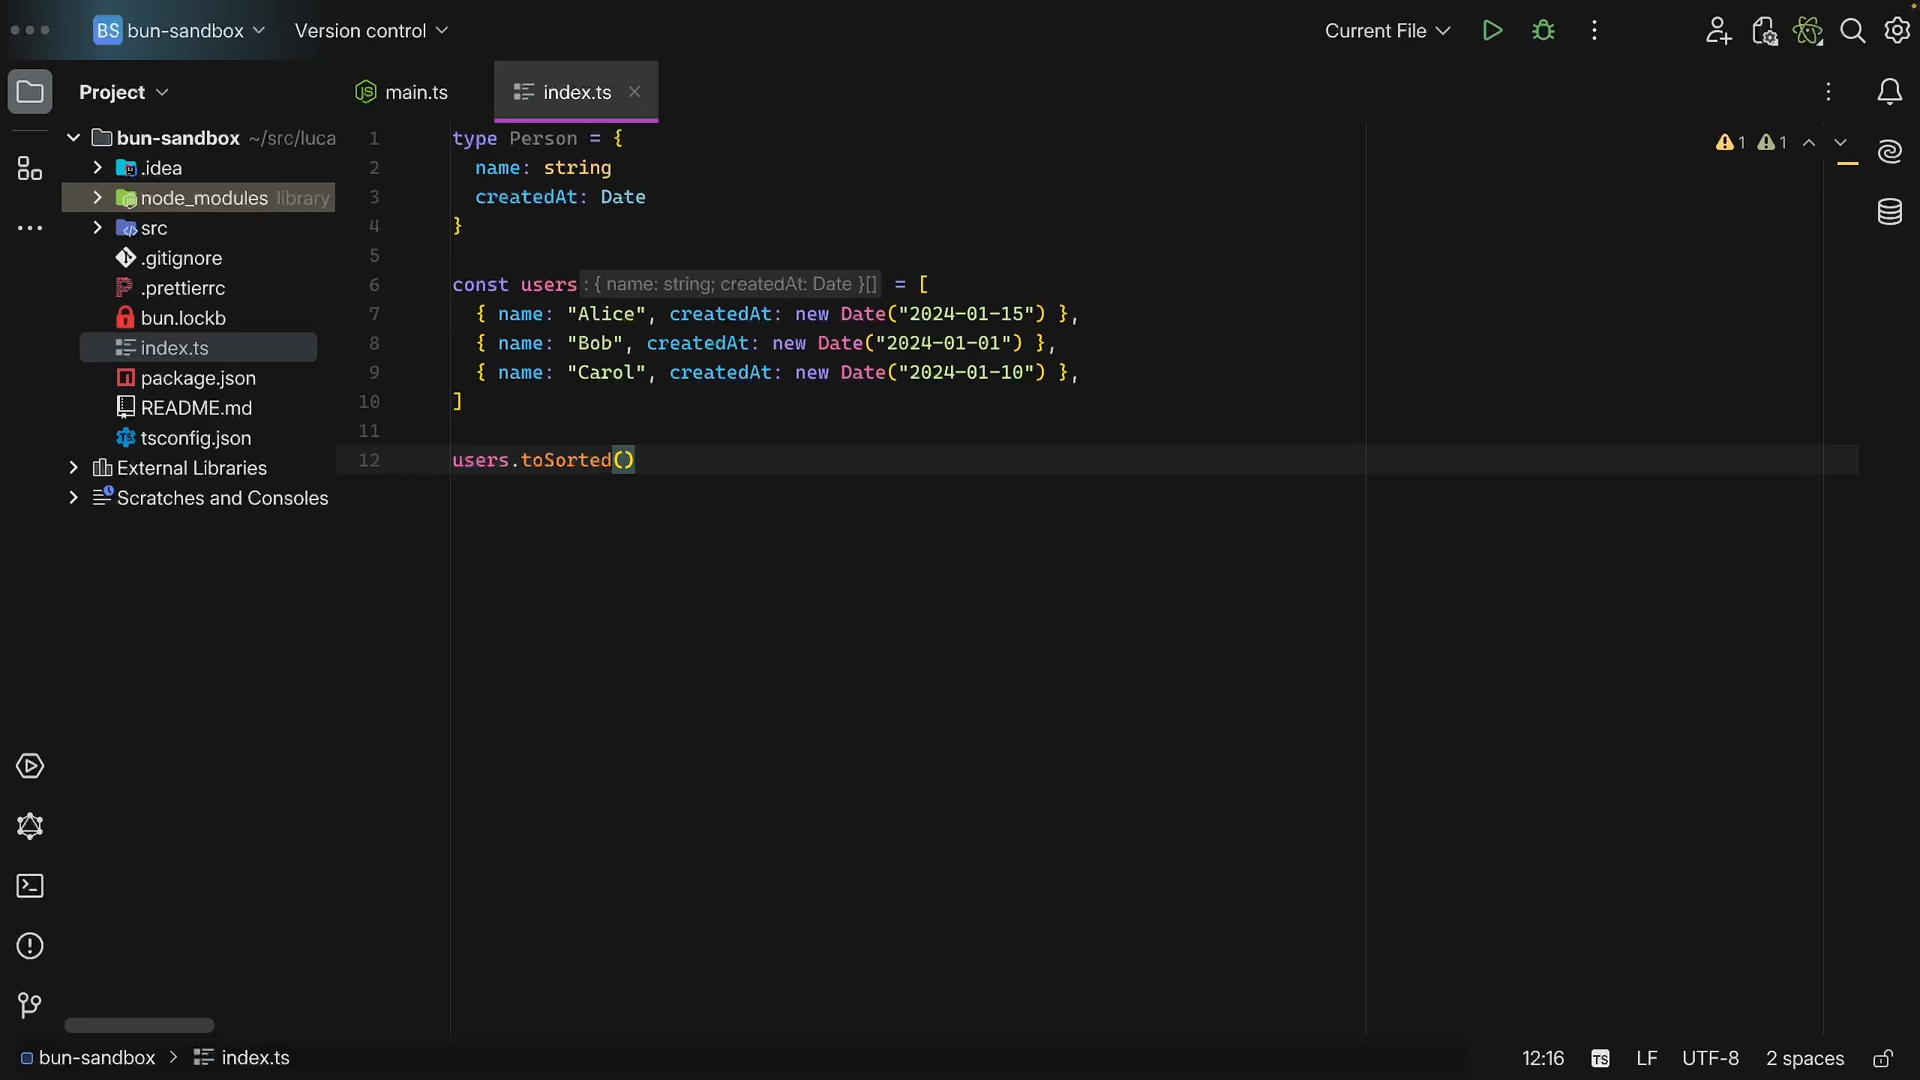 BS bun-sandbox Version control Current File
Project main.ts index.ts
bun-sandbox ~/src/luca
.idea
node_modules library
src
.gitignore
.prettierrc
bun.lockb
index.ts
package.json
README.md
tsconfig.json
External Libraries
Scratches and Consoles
1 type Person = {
2 name: string
3 createdAt: Date
4 }
5
6 const users : { name: string; createdAt: Date }[] = [
7 { name: "Alice", createdAt: new Date("2024-01-15") },
8 { name: "Bob", createdAt: new Date("2024-01-01") },
9 { name: "Carol", createdAt: new Date("2024-01-10") },
10 ]
11
12 users.toSorted()
1 1
bun-sandbox > index.ts 12:16 TS LF UTF-8 2 spaces